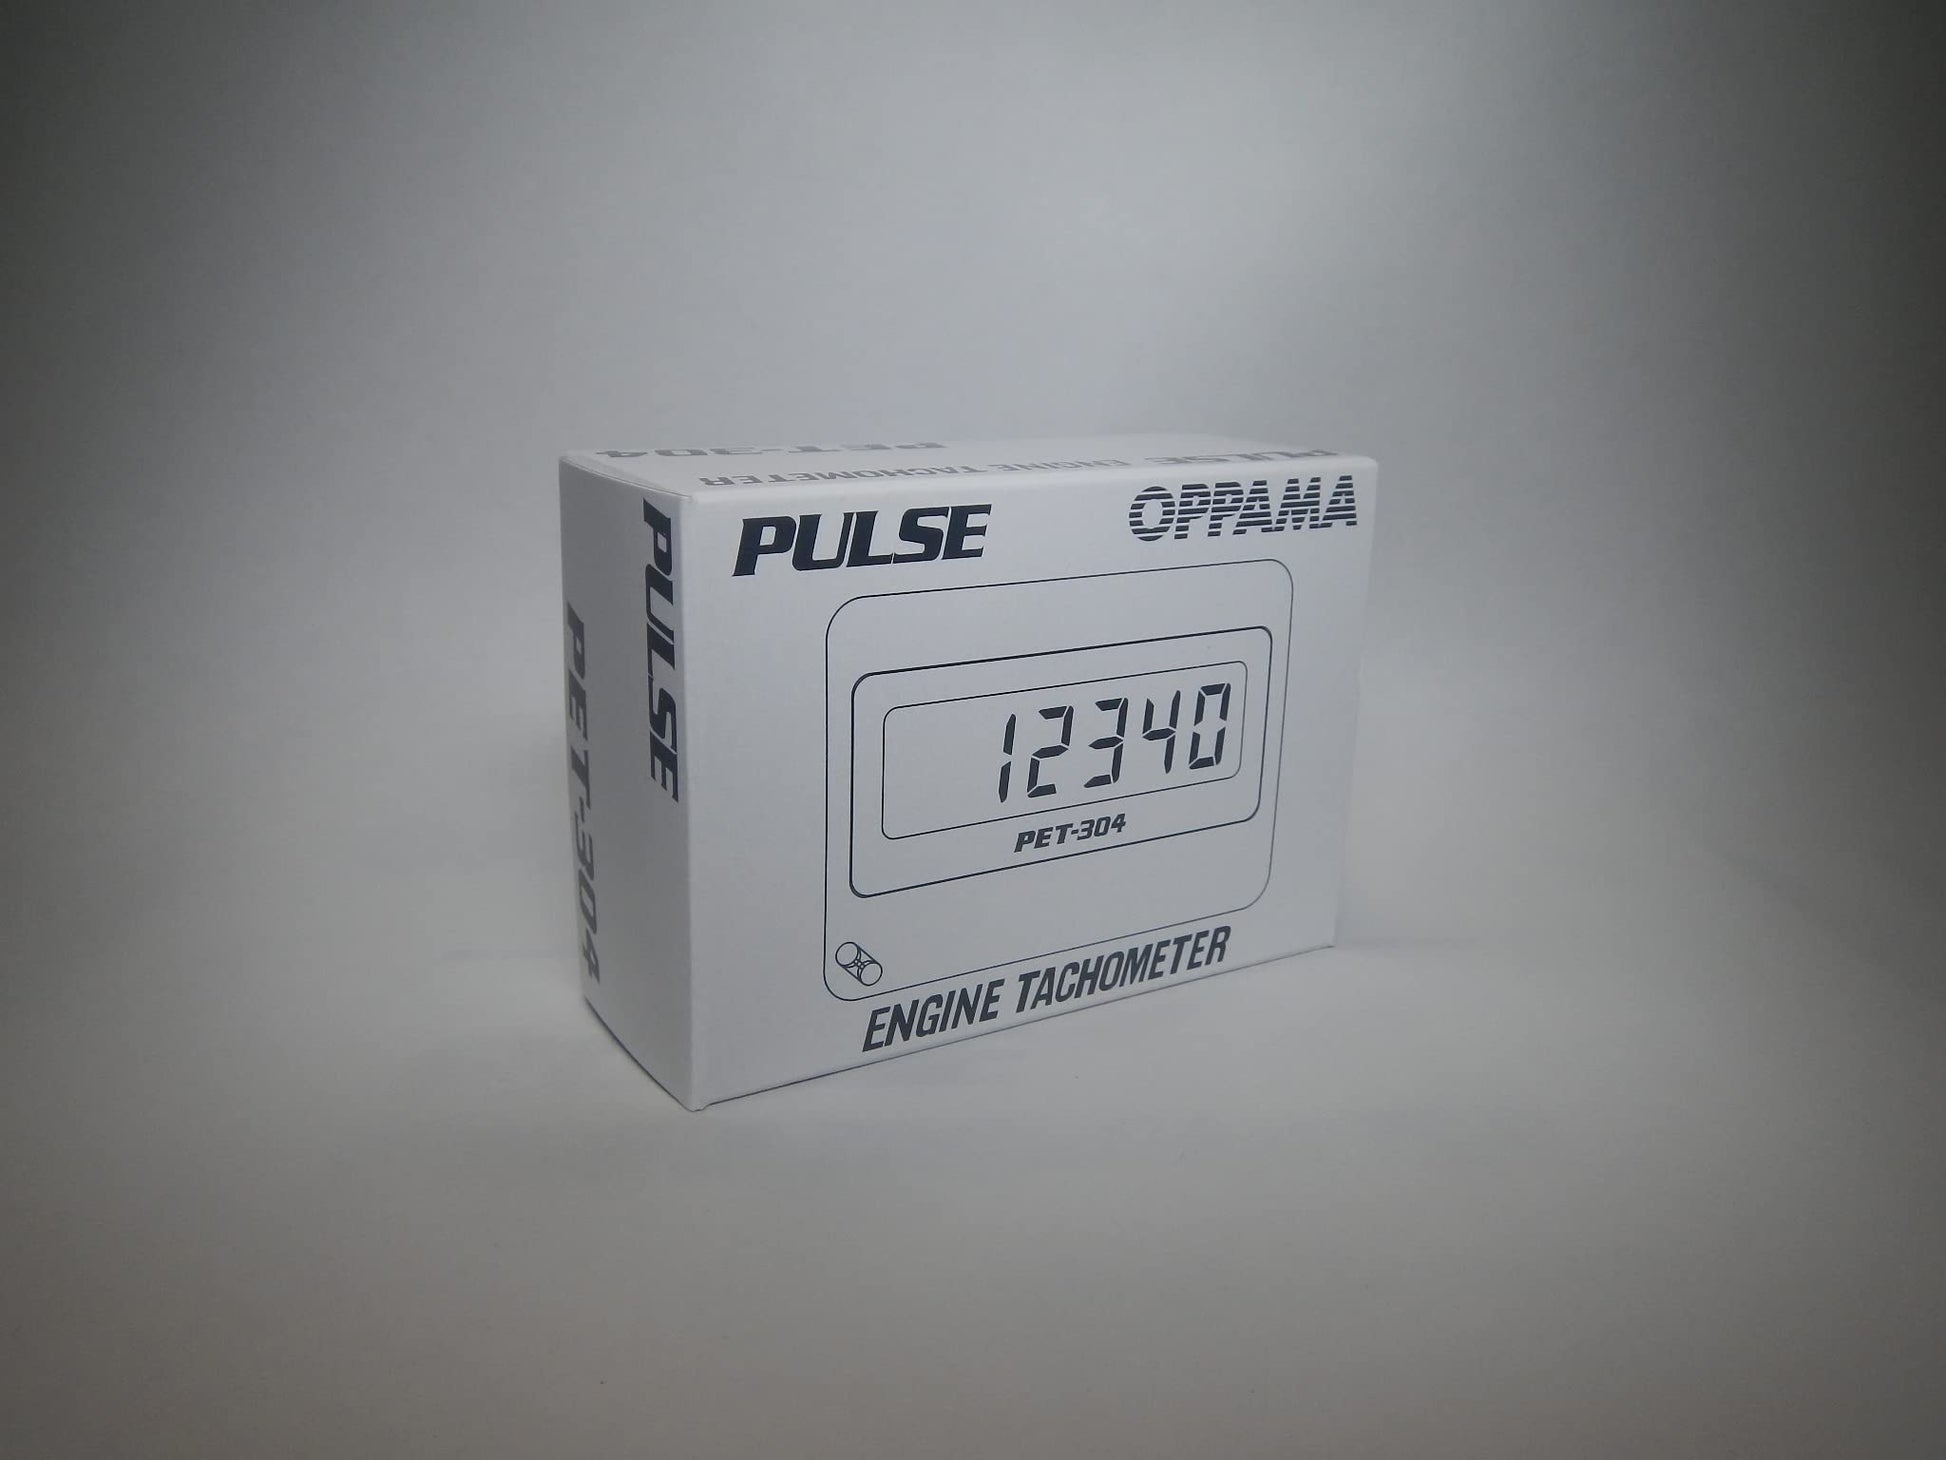 PET-304
PULSE ENGINE TACHOMETER
PULSE
PET-304
PULSE
OPPAMA
12340
PET-304
ENGINE TACHOMETER